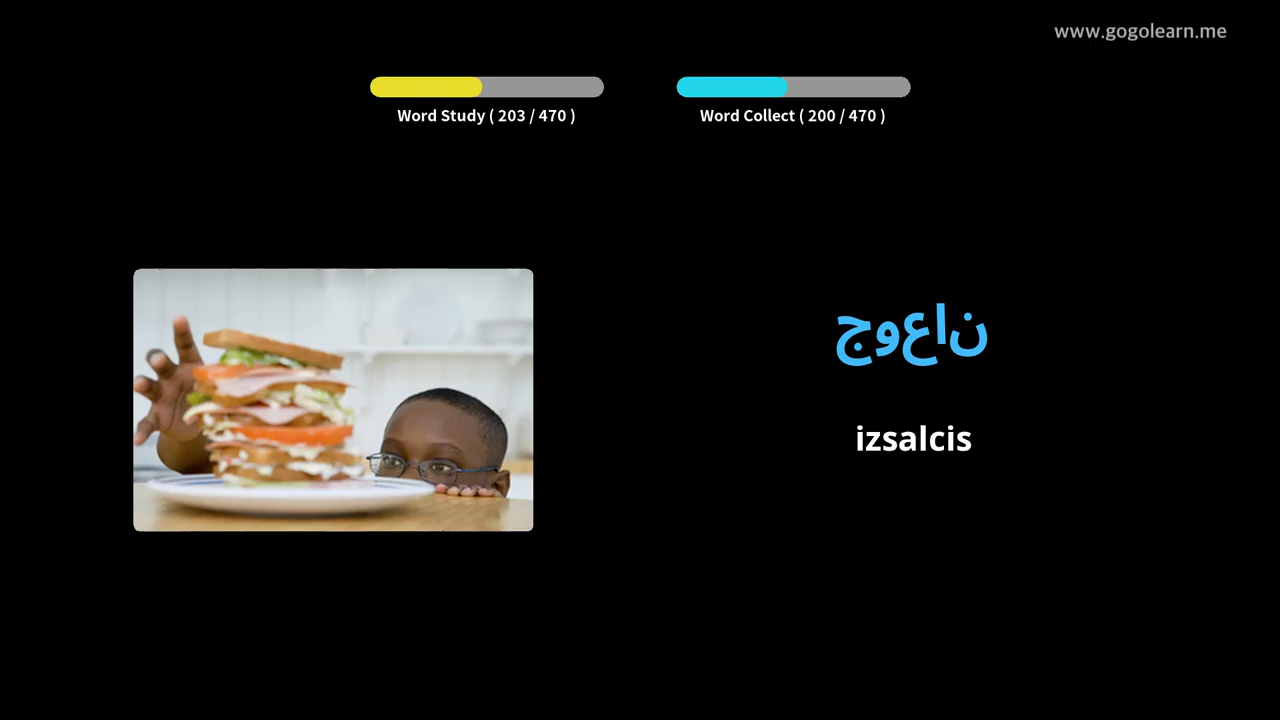 www.gogolearn.me
Word Study ( 203 / 470 )
Word Collect ( 200 / 470 )
جوعان
izsalcis